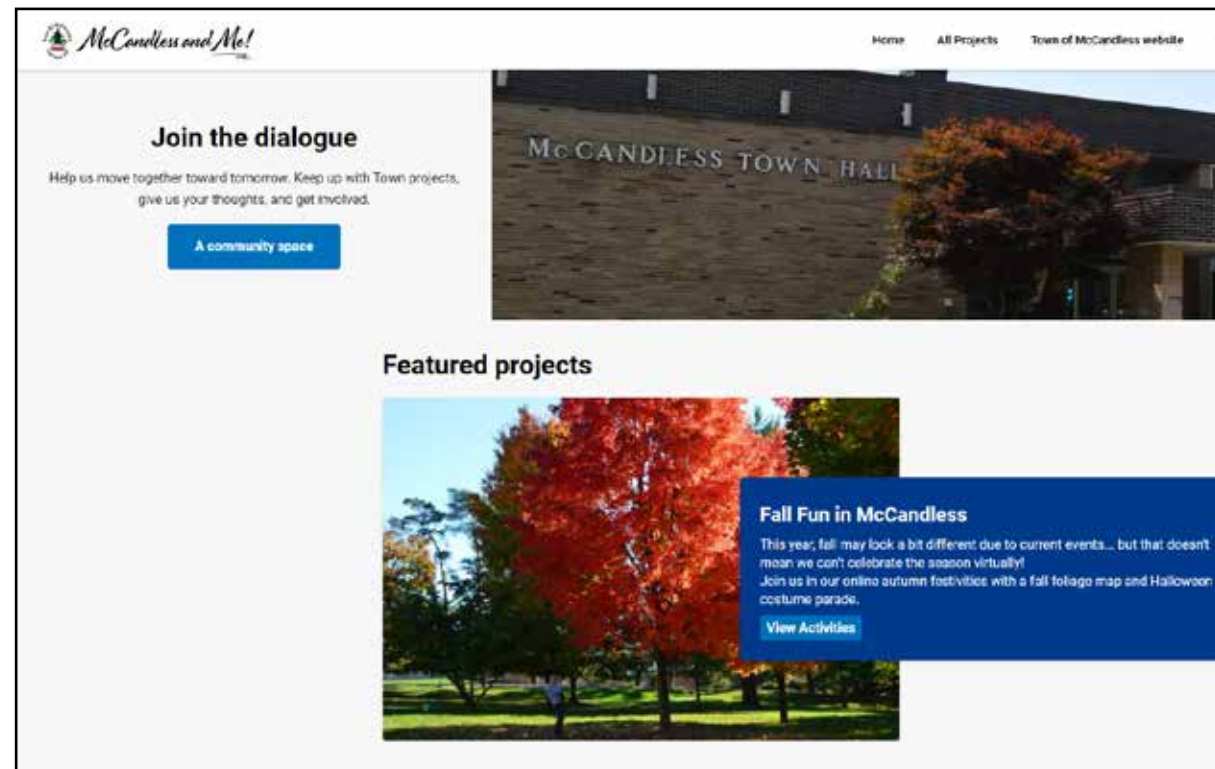 McCandless and Me!
Home All Projects Town of McCandless website
Join the dialogue
Help us move together toward tomorrow. Keep up with Town projects,
give us your thoughts, and get involved.
A community space
McCANDLESS TOWN HALL
Featured projects
Fall Fun in McCandless
This year, fall may look a bit different due to current events... but that doesn't
mean we can't celebrate the season virtually!
Join us in our online autumn festivities with a fall foliage map and Halloween
costume parade.
View Activities